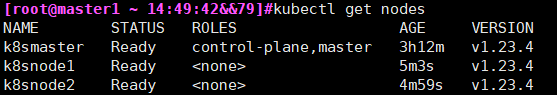 [root@master1 ~ 14:49:42&&79]#kubectl get nodes
NAME STATUS ROLES AGE VERSION
k8smaster Ready control-plane,master 3h12m v1.23.4
k8snode1 Ready <none> 5m3s v1.23.4
k8snode2 Ready <none> 4m59s v1.23.4